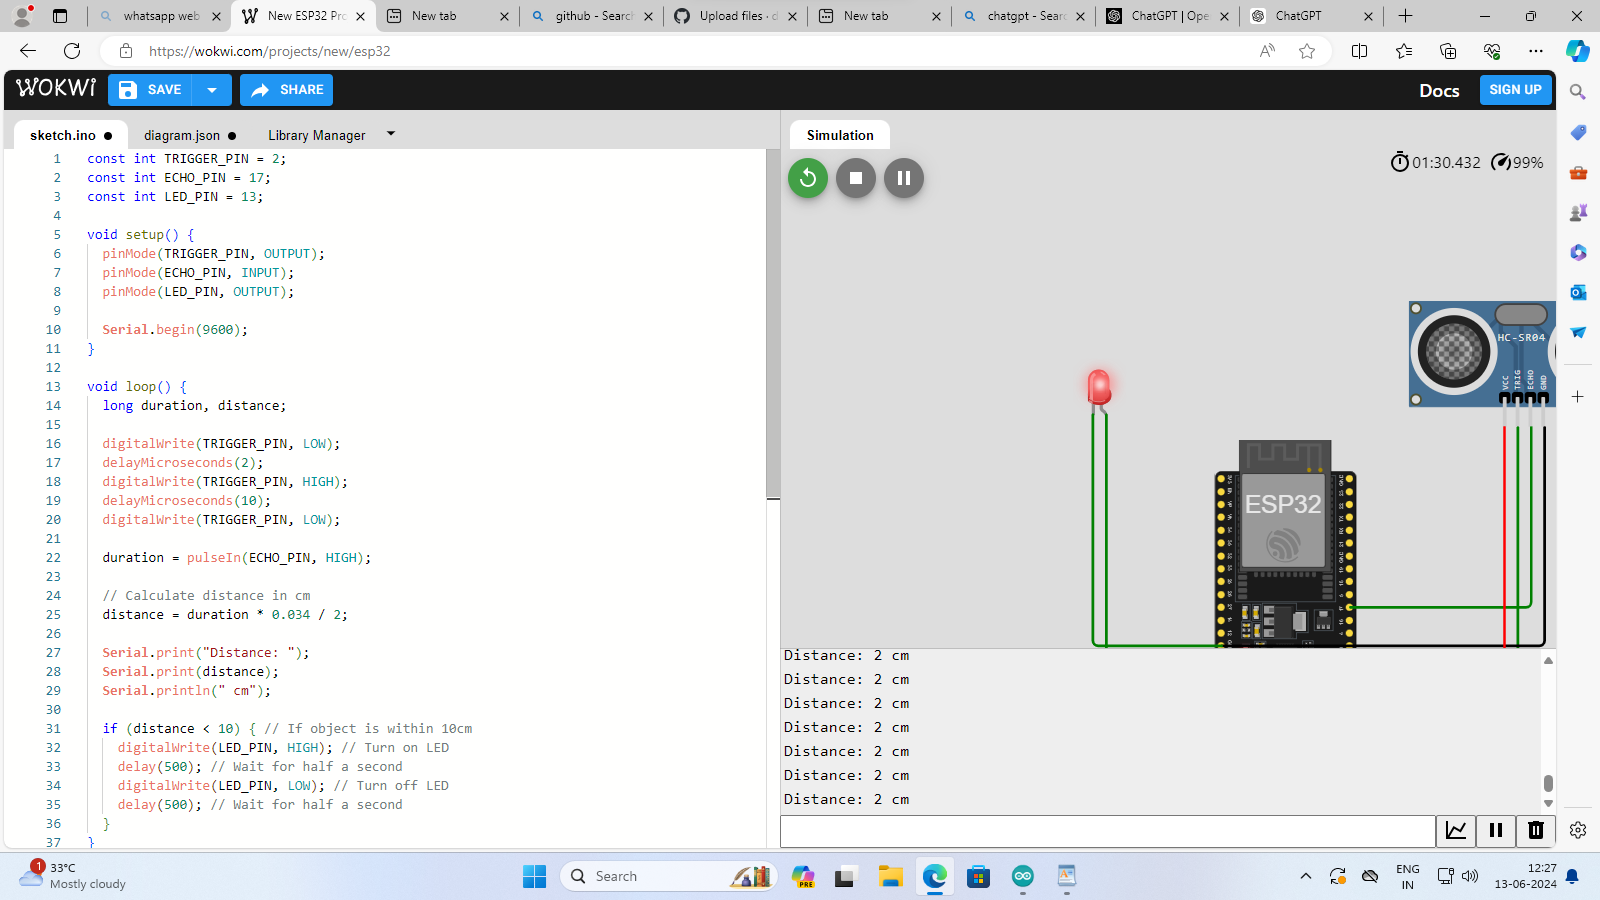 whatsapp web
New ESP32 Pro
New tab
github - Search
Upload files · d
New tab
chatgpt - Sear
ChatGPT | Ope
ChatGPT
https://wokwi.com/projects/new/esp32
WOKWI
SAVE
SHARE
Docs
SIGN UP
sketch.ino ●
diagram.json ●
Library Manager
Simulation
01:30.432
99%
1 const int TRIGGER_PIN = 2;
2 const int ECHO_PIN = 17;
3 const int LED_PIN = 13;
4
5 void setup() {
6 pinMode(TRIGGER_PIN, OUTPUT);
7 pinMode(ECHO_PIN, INPUT);
8 pinMode(LED_PIN, OUTPUT);
9
10 Serial.begin(9600);
11 }
12
13 void loop() {
14 long duration, distance;
15
16 digitalWrite(TRIGGER_PIN, LOW);
17 delayMicroseconds(2);
18 digitalWrite(TRIGGER_PIN, HIGH);
19 delayMicroseconds(10);
20 digitalWrite(TRIGGER_PIN, LOW);
21
22 duration = pulseIn(ECHO_PIN, HIGH);
23
24 // Calculate distance in cm
25 distance = duration * 0.034 / 2;
26
27 Serial.print("Distance: ");
28 Serial.print(distance);
29 Serial.println(" cm");
30
31 if (distance < 10) { // If object is within 10cm
32 digitalWrite(LED_PIN, HIGH); // Turn on LED
33 delay(500); // Wait for half a second
34 digitalWrite(LED_PIN, LOW); // Turn off LED
35 delay(500); // Wait for half a second
36 }
37 }
HC-SR04
VCC
TRIG
ECHO
GND
ESP32
Distance: 2 cm
Distance: 2 cm
Distance: 2 cm
Distance: 2 cm
Distance: 2 cm
Distance: 2 cm
Distance: 2 cm
1
33°C
Mostly cloudy
Search
PRE
ENG
IN
12:27
13-06-2024